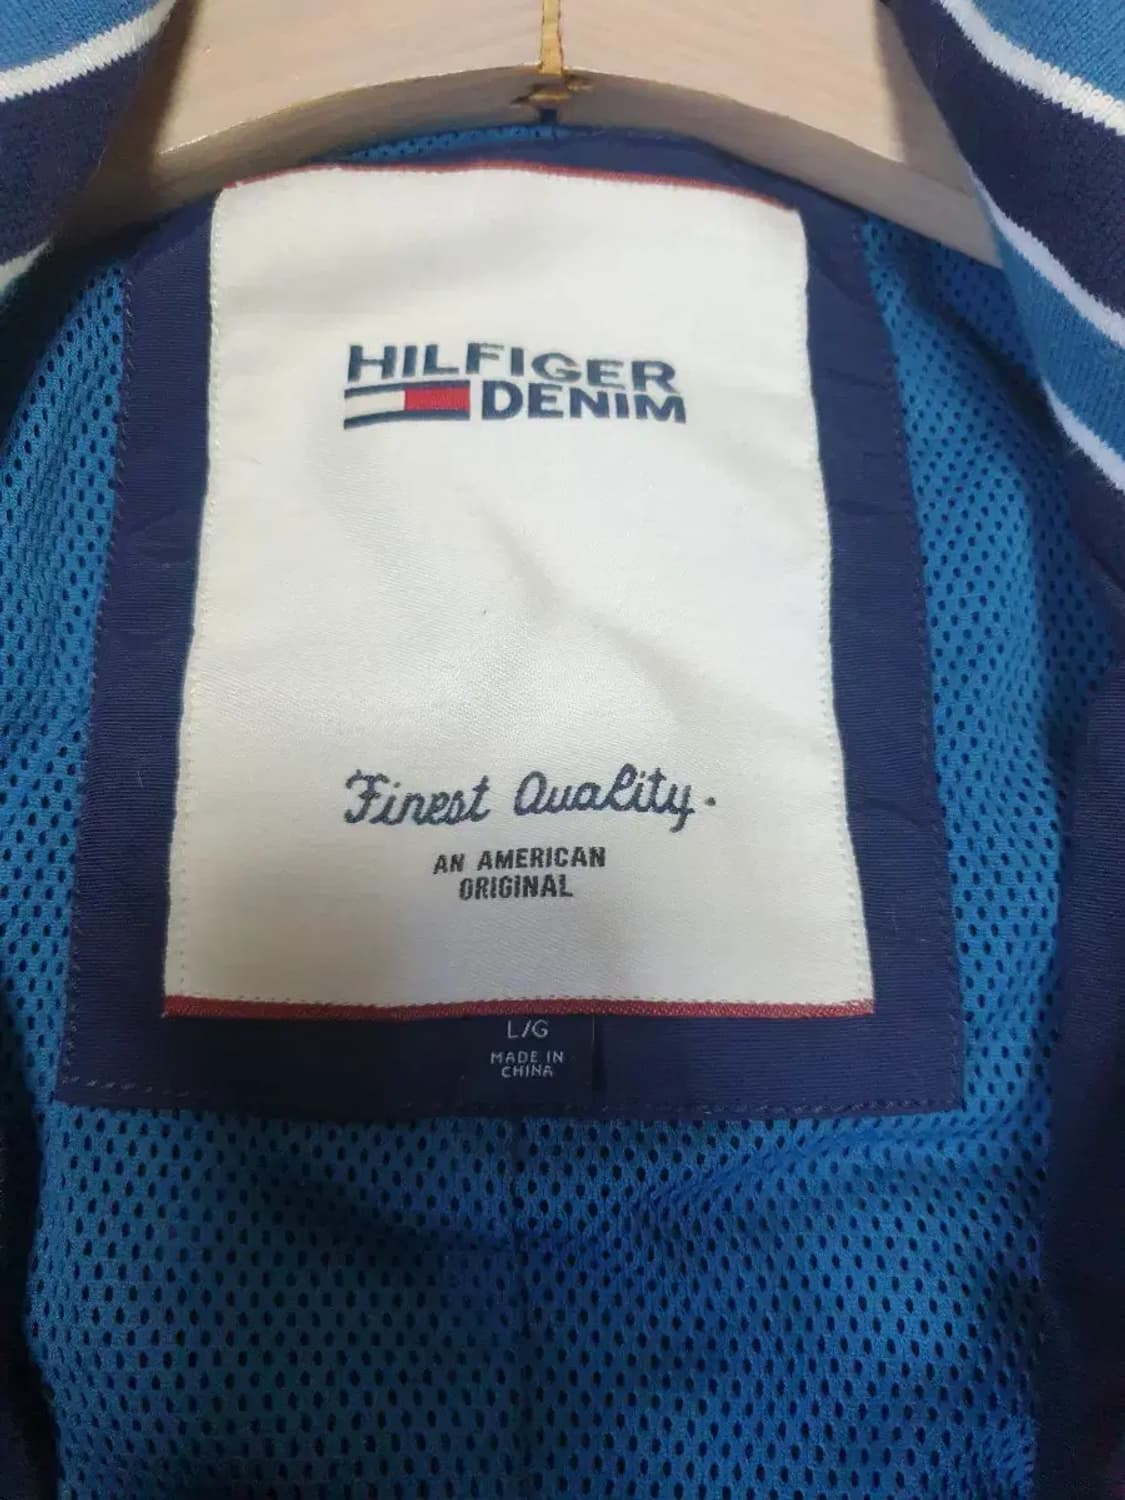 HILFIGER
DENIM
Finest Quality.
AN AMERICAN
ORIGINAL
L/G
MADE IN
CHINA